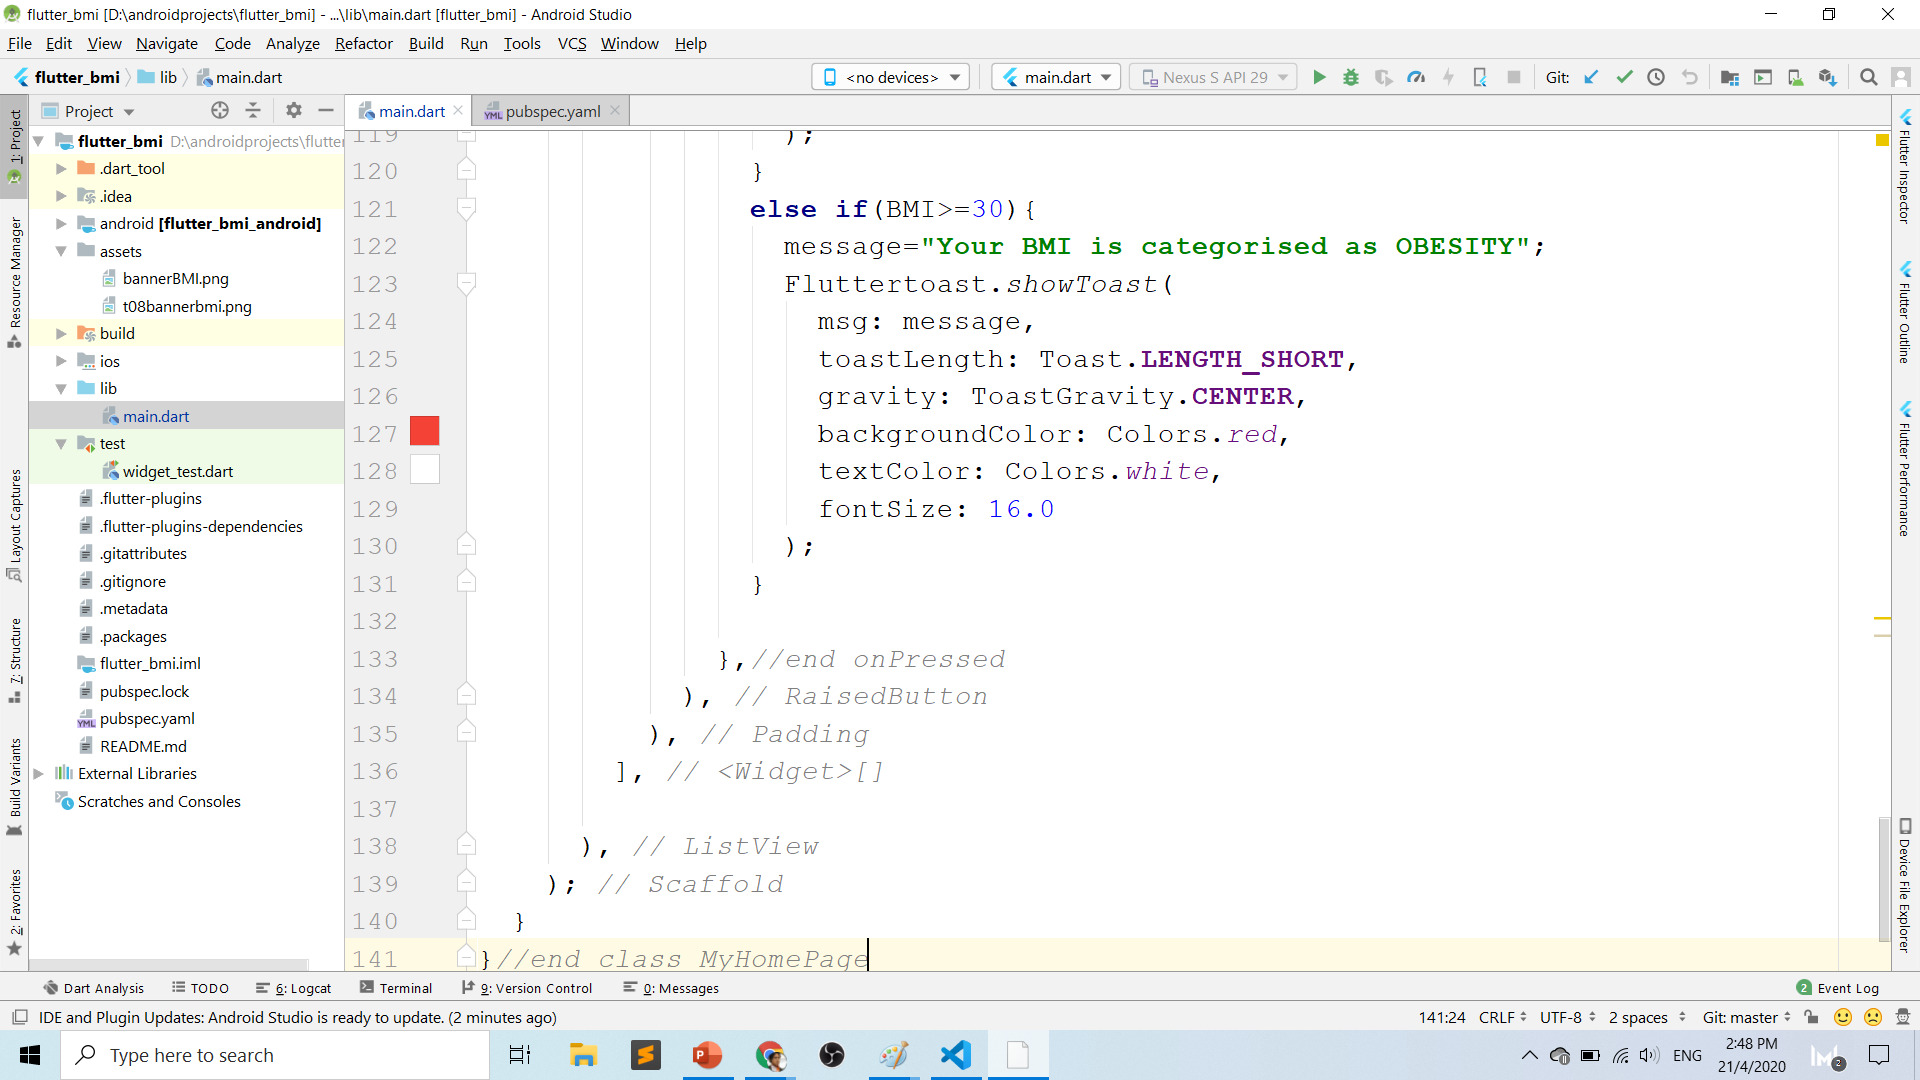 flutter_bmi [D:\androidprojects\flutter_bmi] - ...\lib\main.dart [flutter_bmi] - Android Studio
File Edit View Navigate Code Analyze Refactor Build Run Tools VCS Window Help
flutter_bmi lib main.dart <no devices> main.dart Nexus S API 29 Git:
Project main.dart pubspec.yaml
flutter_bmi D:\androidprojects\flutter
.dart_tool
.idea
android [flutter_bmi_android]
assets
bannerBMI.png
t08bannerbmi.png
build
ios
lib
main.dart
test
widget_test.dart
.flutter-plugins
.flutter-plugins-dependencies
.gitattributes
.gitignore
.metadata
.packages
flutter_bmi.iml
pubspec.lock
pubspec.yaml
README.md
External Libraries
Scratches and Consoles
1: Project
Resource Manager
Layout Captures
7: Structure
Build Variants
2: Favorites
119 );
120 }
121 else if(BMI>=30){
122 message="Your BMI is categorised as OBESITY";
123 Fluttertoast.showToast(
124 msg: message,
125 toastLength: Toast.LENGTH_SHORT,
126 gravity: ToastGravity.CENTER,
127 backgroundColor: Colors.red,
128 textColor: Colors.white,
129 fontSize: 16.0
130 );
131 }
132
133 },//end onPressed
134 ), // RaisedButton
135 ), // Padding
136 ], // <Widget>[]
137
138 ), // ListView
139 ); // Scaffold
140 }
141 }//end class MyHomePage
Flutter Inspector
Flutter Outline
Flutter Performance
Device File Explorer
Dart Analysis TODO 6: Logcat Terminal 9: Version Control 0: Messages 2 Event Log
IDE and Plugin Updates: Android Studio is ready to update. (2 minutes ago) 141:24 CRLF UTF-8 2 spaces Git: master
Type here to search ENG 2:48 PM
21/4/2020 2